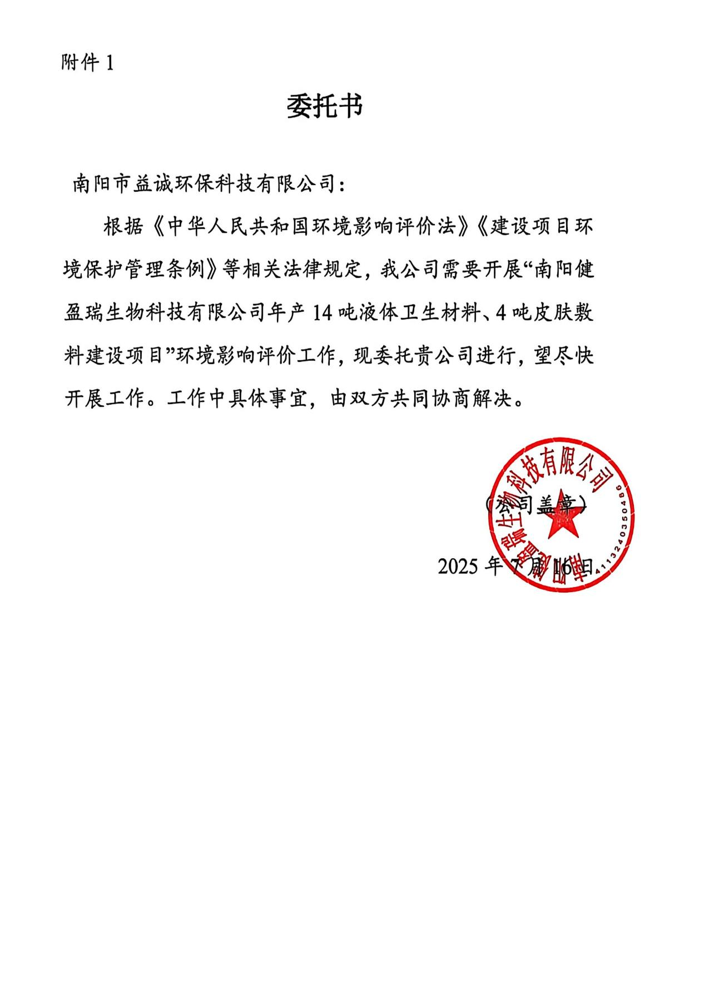 附件 1
委托书
南阳市益诚环保科技有限公司：
根据《中华人民共和国环境影响评价法》《建设项目环
境保护管理条例》等相关法律规定，我公司需要开展“南阳健
盈瑞生物科技有限公司年产 14 吨液体卫生材料、4 吨皮肤敷
料建设项目”环境影响评价工作，现委托贵公司进行，望尽快
开展工作。工作中具体事宜，由双方共同协商解决。
（公司盖章）
2025 年 7 月 16 日
南阳健盈瑞生物科技有限公司
4113240350486